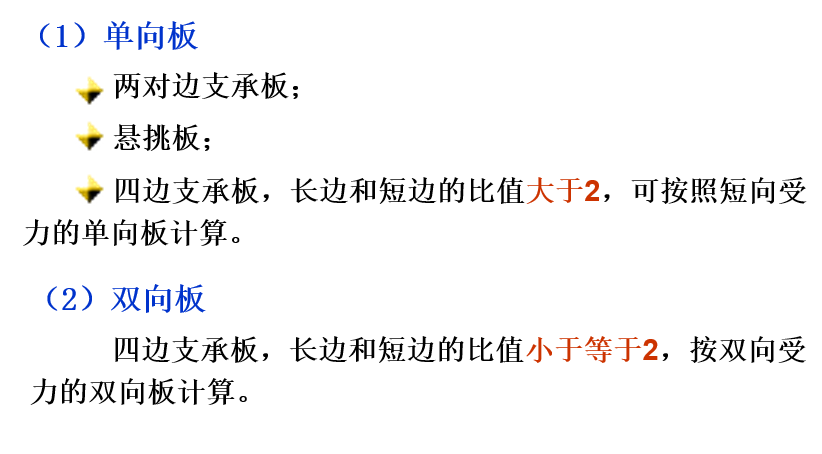 （1）单向板
两对边支承板；
悬挑板；
四边支承板，长边和短边的比值大于2，可按照短向受
力的单向板计算。
（2）双向板
四边支承板，长边和短边的比值小于等于2，按双向受
力的双向板计算。